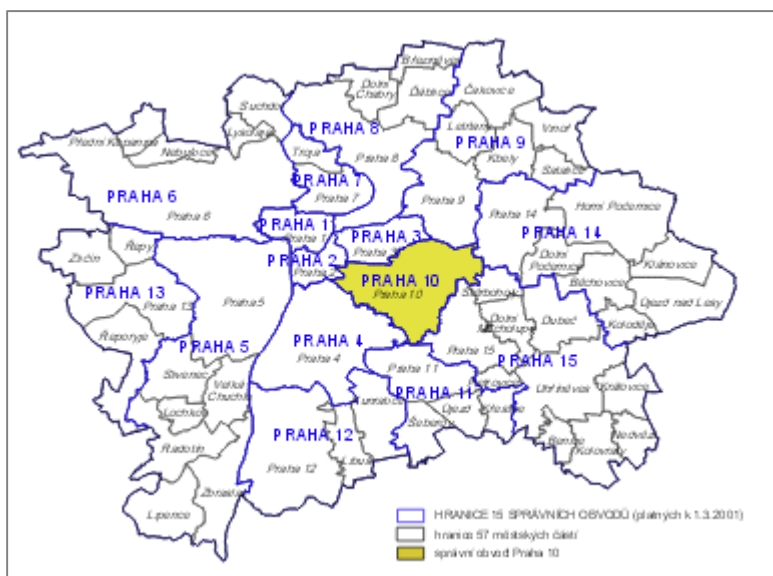 Březiněves
Dolní
Chabry
Ďáblice
Čakovice
Suchdol
Lysolaje
PRAHA 8
Letňany
Vinoř
PRAHA 9
Přední Kopanina
Nebušice
Troja
Praha 8
Kbely
Satalice
PRAHA 7
Praha 7
PRAHA 6
Praha 9
Horní Počernice
Praha 6
PRAHA 1
Praha 14
PRAHA 3
PRAHA 14
Zličín
Řepy
PRAHA 2
Dolní
Počernice
Klánovice
PRAHA 10
Běchovice
Praha 10
PRAHA 13
Praha 13
Praha 5
Újezd nad Lesy
Dolní
Měcholupy
Dubeč
Koloděje
Řeporyje
PRAHA 5
PRAHA 4
Praha 4
Praha 15
PRAHA 15
Praha 11
Slivenec
Velká
Chuchle
PRAHA 11
Uhříněves
Královice
Lochkov
Kunratice
Újezd
Křeslice
Šeberov
PRAHA 12
Radotín
Libuš
Praha 12
Benice
Kolovraty
Nedvězí
Zbraslav
Lipence
HRANICE 15 SPRÁVNÍCH OBVODŮ (platných k 1.3.2001)
hranice 57 městských částí
správní obvod Praha 10